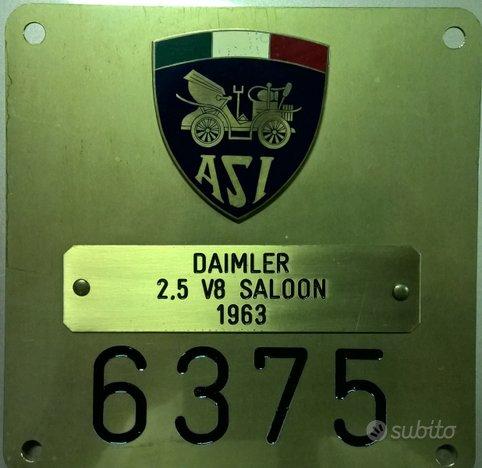 ASI
DAIMLER
2.5 V8 SALOON
1963
6375
subito